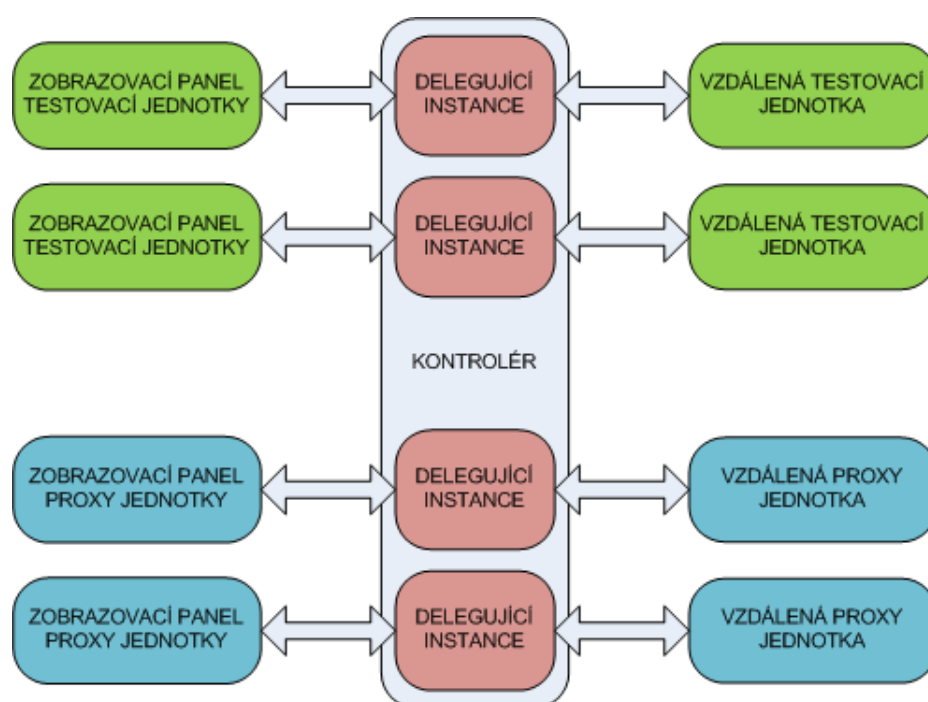 ZOBRAZOVACÍ PANEL
TESTOVACÍ JEDNOTKY
DELEGUJÍCÍ
INSTANCE
VZDÁLENÁ TESTOVACÍ
JEDNOTKA
ZOBRAZOVACÍ PANEL
TESTOVACÍ JEDNOTKY
DELEGUJÍCÍ
INSTANCE
VZDÁLENÁ TESTOVACÍ
JEDNOTKA
KONTROLÉR
ZOBRAZOVACÍ PANEL
PROXY JEDNOTKY
DELEGUJÍCÍ
INSTANCE
VZDÁLENÁ PROXY
JEDNOTKA
ZOBRAZOVACÍ PANEL
PROXY JEDNOTKY
DELEGUJÍCÍ
INSTANCE
VZDÁLENÁ PROXY
JEDNOTKA